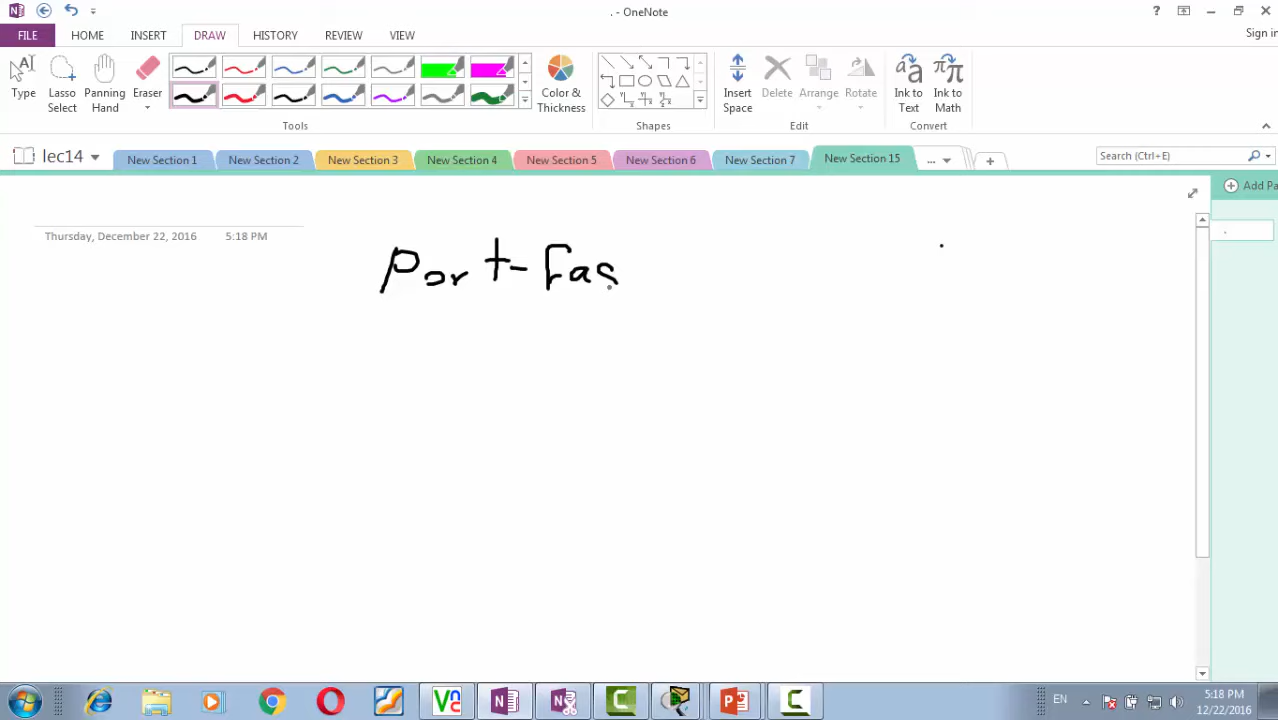 . - OneNote
? 
FILE HOME INSERT DRAW HISTORY REVIEW VIEW Sign in
Type Lasso Select Panning Hand Eraser Color & Thickness Insert Space Delete Arrange Rotate Ink to Text Ink to Math
Tools Shapes Edit Convert
lec14 New Section 1 New Section 2 New Section 3 New Section 4 New Section 5 New Section 6 New Section 7 New Section 15 ... + Search (Ctrl+E)
Add Pa
Thursday, December 22, 2016 5:18 PM
Port-Fas
EN 5:18 PM
12/22/2016